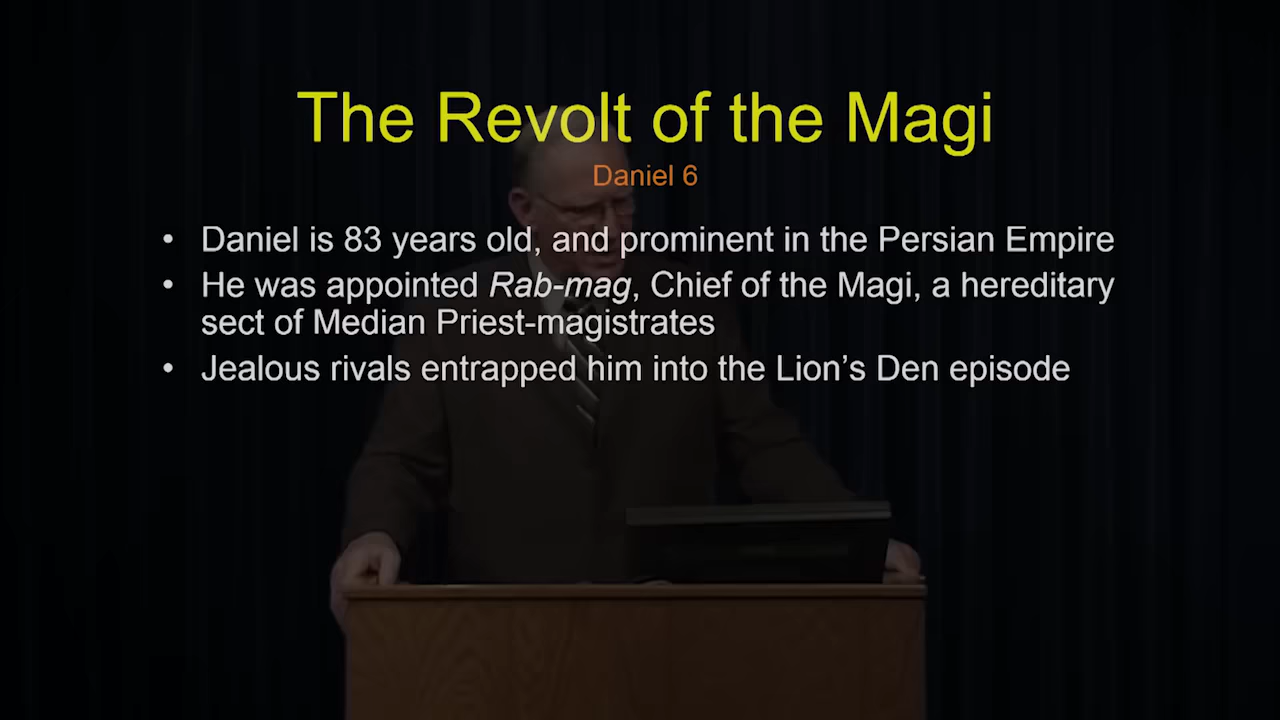 The Revolt of the Magi
Daniel 6
• Daniel is 83 years old, and prominent in the Persian Empire
• He was appointed Rab-mag, Chief of the Magi, a hereditary
sect of Median Priest-magistrates
• Jealous rivals entrapped him into the Lion’s Den episode